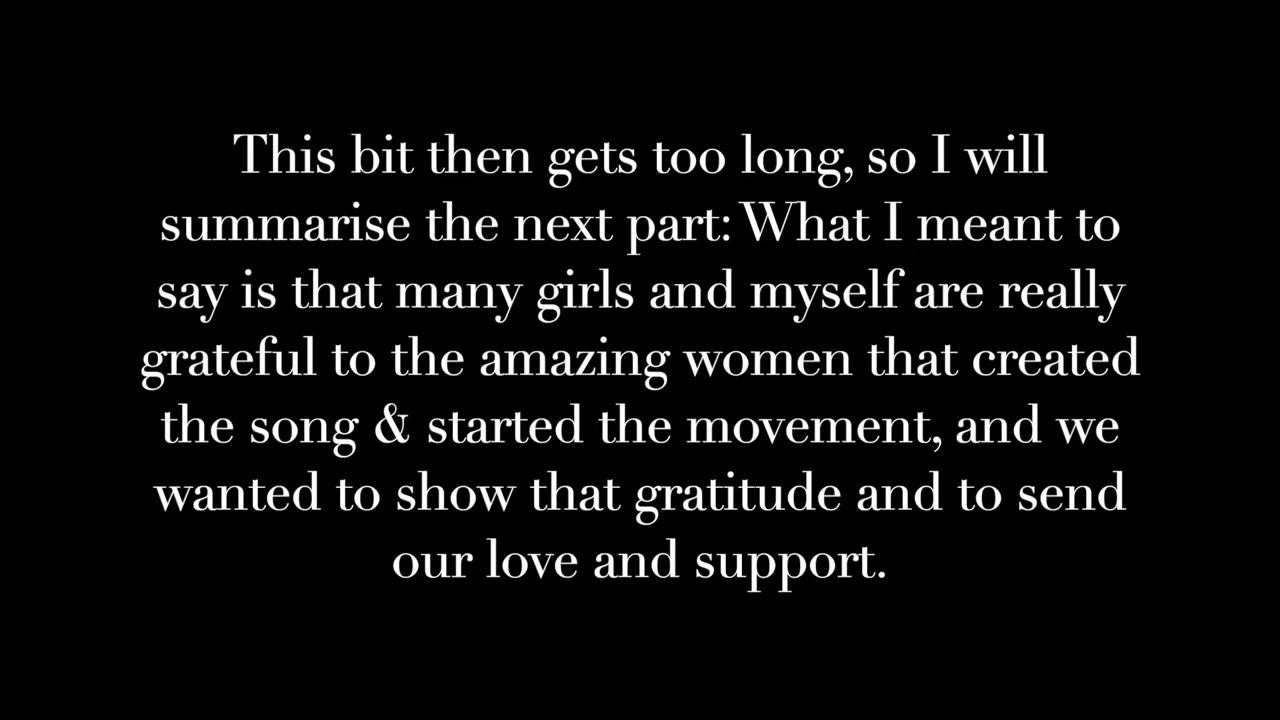 This bit then gets too long, so I will
summarise the next part: What I meant to
say is that many girls and myself are really
grateful to the amazing women that created
the song & started the movement, and we
wanted to show that gratitude and to send
our love and support.